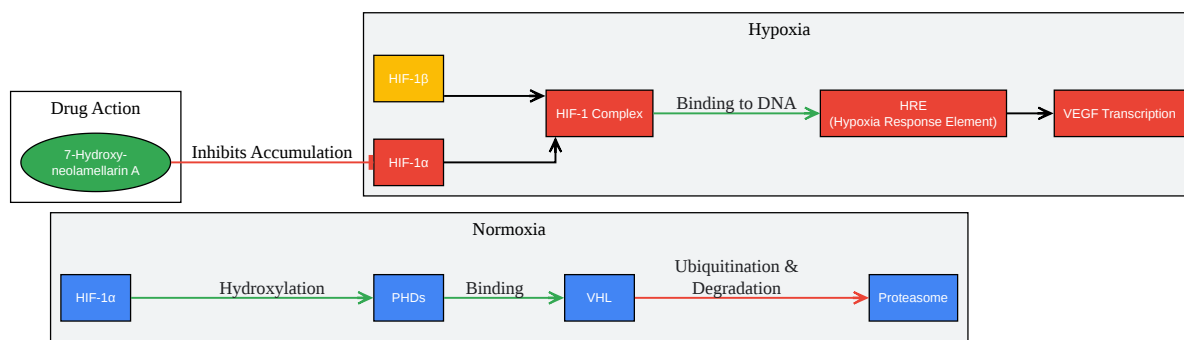 Hypoxia
HIF-1β
Drug Action
7-Hydroxy-
neolamellarin A
Inhibits Accumulation
HIF-1α
HIF-1 Complex
Binding to DNA
HRE
(Hypoxia Response Element)
VEGF Transcription
Normoxia
HIF-1α
Hydroxylation
PHDs
Binding
VHL
Ubiquitination &
Degradation
Proteasome